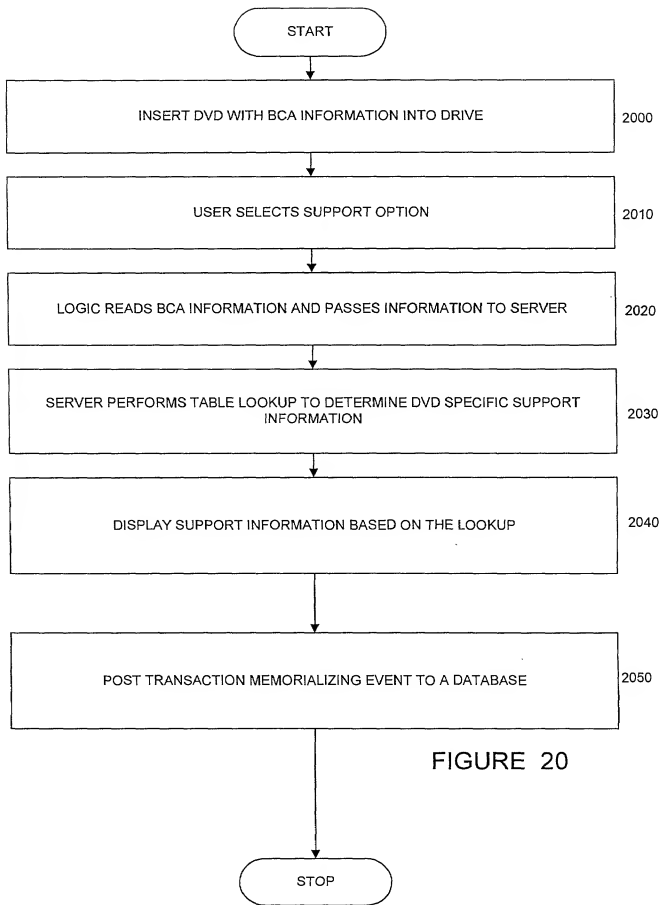 START
INSERT DVD WITH BCA INFORMATION INTO DRIVE
2000
USER SELECTS SUPPORT OPTION
2010
LOGIC READS BCA INFORMATION AND PASSES INFORMATION TO SERVER
2020
SERVER PERFORMS TABLE LOOKUP TO DETERMINE DVD SPECIFIC SUPPORT
INFORMATION
2030
DISPLAY SUPPORT INFORMATION BASED ON THE LOOKUP
2040
POST TRANSACTION MEMORIALIZING EVENT TO A DATABASE
2050
FIGURE 20
STOP